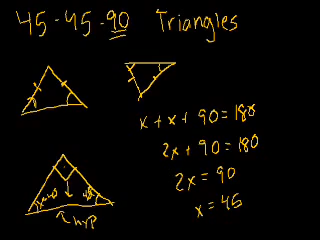 45-45-90 Triangles
x+x+90=180
2x+90=180
2x=90
x=45
hyp